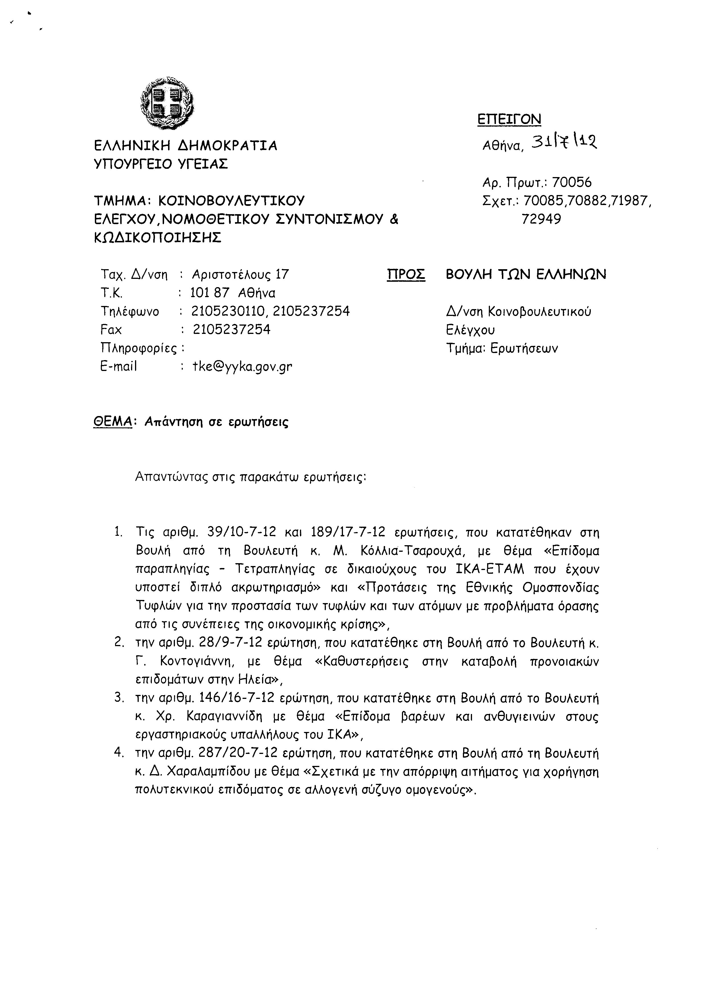 ΕΛΛΗΝΙΚΗ ΔΗΜΟΚΡΑΤΙΑ
ΥΠΟΥΡΓΕΙΟ ΥΓΕΙΑΣ
ΤΜΗΜΑ: ΚΟΙΝΟΒΟΥΛΕΥΤΙΚΟΥ
ΕΛΕΓΧΟΥ,ΝΟΜΟΘΕΤΙΚΟΥ ΣΥΝΤΟΝΙΣΜΟΥ &
ΚΩΔΙΚΟΠΟΙΗΣΗΣ
ΕΠΕΙΓΟΝ
Αθήνα, 31/7/12
Αρ. Πρωτ.: 70056
Σχετ.: 70085,70882,71987,
72949
Ταχ. Δ/νση : Αριστοτέλους 17
Τ.Κ. : 101 87 Αθήνα
Τηλέφωνο : 2105230110, 2105237254
Fax : 2105237254
Πληροφορίες :
E-mail : tke@yyka.gov.gr
ΠΡΟΣ ΒΟΥΛΗ ΤΩΝ ΕΛΛΗΝΩΝ
Δ/νση Κοινοβουλευτικού
Ελέγχου
Τμήμα: Ερωτήσεων
ΘΕΜΑ: Απάντηση σε ερωτήσεις
Απαντώντας στις παρακάτω ερωτήσεις:
1. Τις αριθμ. 39/10-7-12 και 189/17-7-12 ερωτήσεις, που κατατέθηκαν στη
Βουλή από τη Βουλευτή κ. Μ. Κόλλια-Τσαρουχά, με θέμα «Επίδομα
παραπληγίας - Τετραπληγίας σε δικαιούχους του ΙΚΑ-ΕΤΑΜ που έχουν
υποστεί διπλό ακρωτηριασμό» και «Προτάσεις της Εθνικής Ομοσπονδίας
Τυφλών για την προστασία των τυφλών και των ατόμων με προβλήματα όρασης
από τις συνέπειες της οικονομικής κρίσης»,
2. την αριθμ. 28/9-7-12 ερώτηση, που κατατέθηκε στη Βουλή από το Βουλευτή κ.
Γ. Κοντογιάννη, με θέμα «Καθυστερήσεις στην καταβολή προνοιακών
επιδομάτων στην Ηλεία»,
3. την αριθμ. 146/16-7-12 ερώτηση, που κατατέθηκε στη Βουλή από το Βουλευτή
κ. Χρ. Καραγιαννίδη με θέμα «Επίδομα βαρέων και ανθυγιεινών στους
εργαστηριακούς υπαλλήλους του ΙΚΑ»,
4. την αριθμ. 287/20-7-12 ερώτηση, που κατατέθηκε στη Βουλή από τη Βουλευτή
κ. Δ. Χαραλαμπίδου με θέμα «Σχετικά με την απόρριψη αιτήματος για χορήγηση
πολυτεκνικού επιδόματος σε αλλογενή σύζυγο ομογενούς».